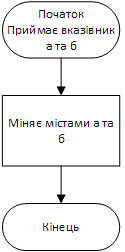 Початок
Приймає вказівник
а та б
Міняє містами а та
б
Кінець